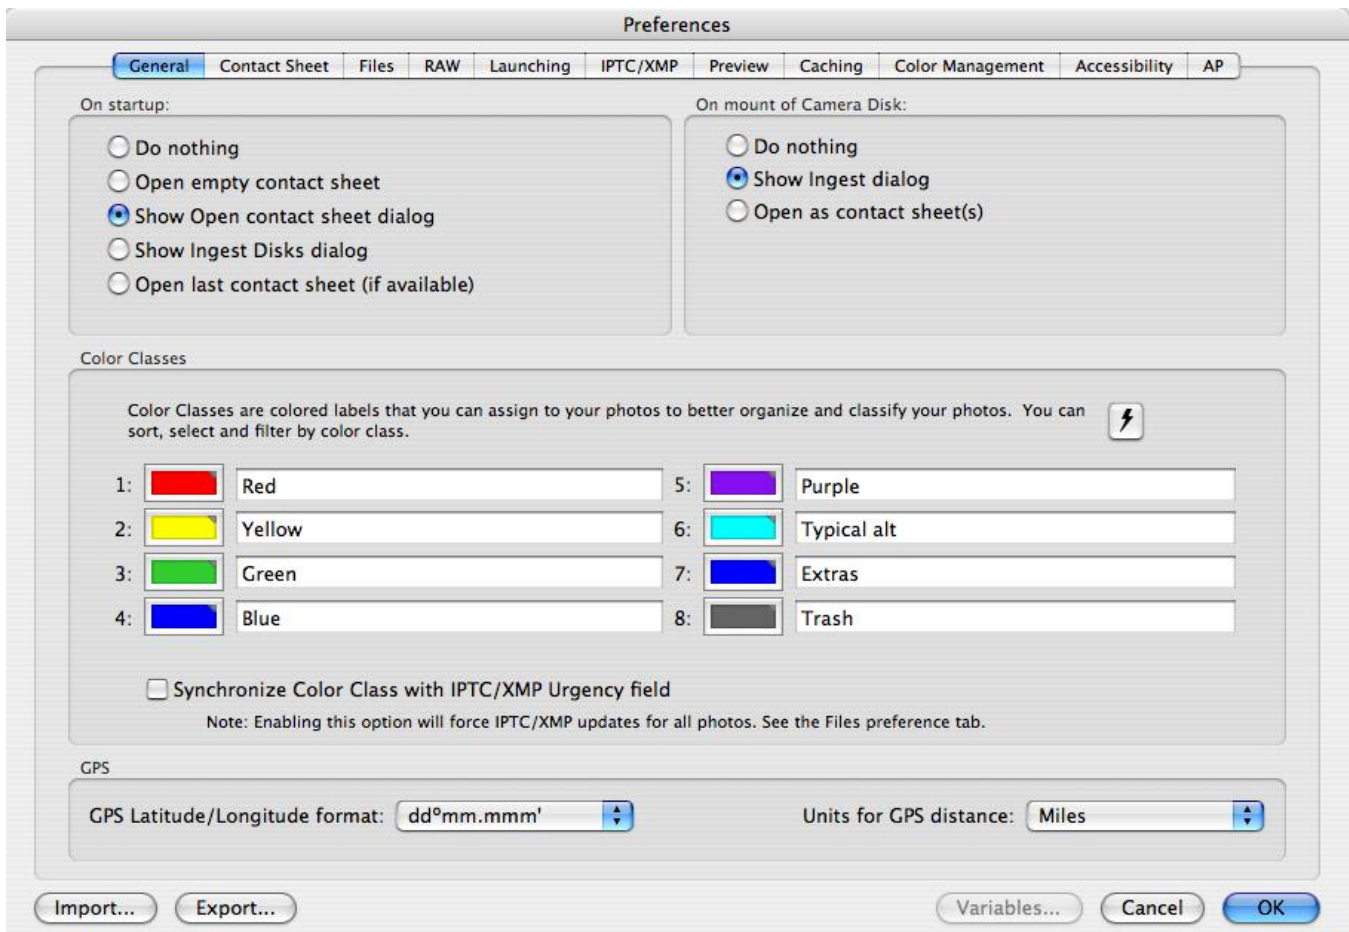 Preferences
General Contact Sheet Files RAW Launching IPTC/XMP Preview Caching Color Management Accessibility AP
On startup:
Do nothing
Open empty contact sheet
Show Open contact sheet dialog
Show Ingest Disks dialog
Open last contact sheet (if available)
On mount of Camera Disk:
Do nothing
Show Ingest dialog
Open as contact sheet(s)
Color Classes
Color Classes are colored labels that you can assign to your photos to better organize and classify your photos. You can
sort, select and filter by color class.
1: Red
2: Yellow
3: Green
4: Blue
5: Purple
6: Typical alt
7: Extras
8: Trash
Synchronize Color Class with IPTC/XMP Urgency field
Note: Enabling this option will force IPTC/XMP updates for all photos. See the Files preference tab.
GPS
GPS Latitude/Longitude format: ddºmm.mmm'
Units for GPS distance: Miles
Import... Export... Variables... Cancel OK